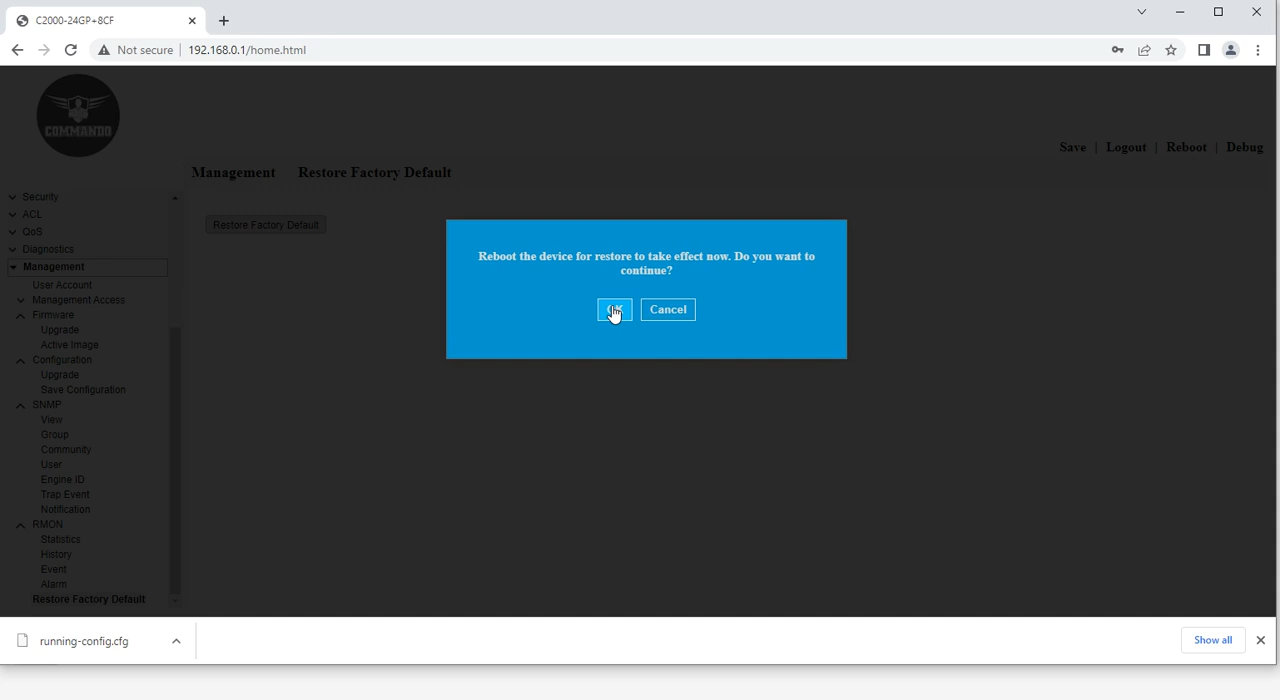 C2000-24GP+8CF
Not secure | 192.168.0.1/home.html
COMMANDO
Save | Logout | Reboot | Debug
Management Restore Factory Default
Security
ACL
QoS
Diagnostics
Management
User Account
Management Access
Firmware
Upgrade
Active Image
Configuration
Upgrade
Save Configuration
SNMP
View
Group
Community
User
Engine ID
Trap Event
Notification
RMON
Statistics
History
Event
Alarm
Restore Factory Default
Restore Factory Default
Reboot the device for restore to take effect now. Do you want to
continue?
OK Cancel
running-config.cfg
Show all